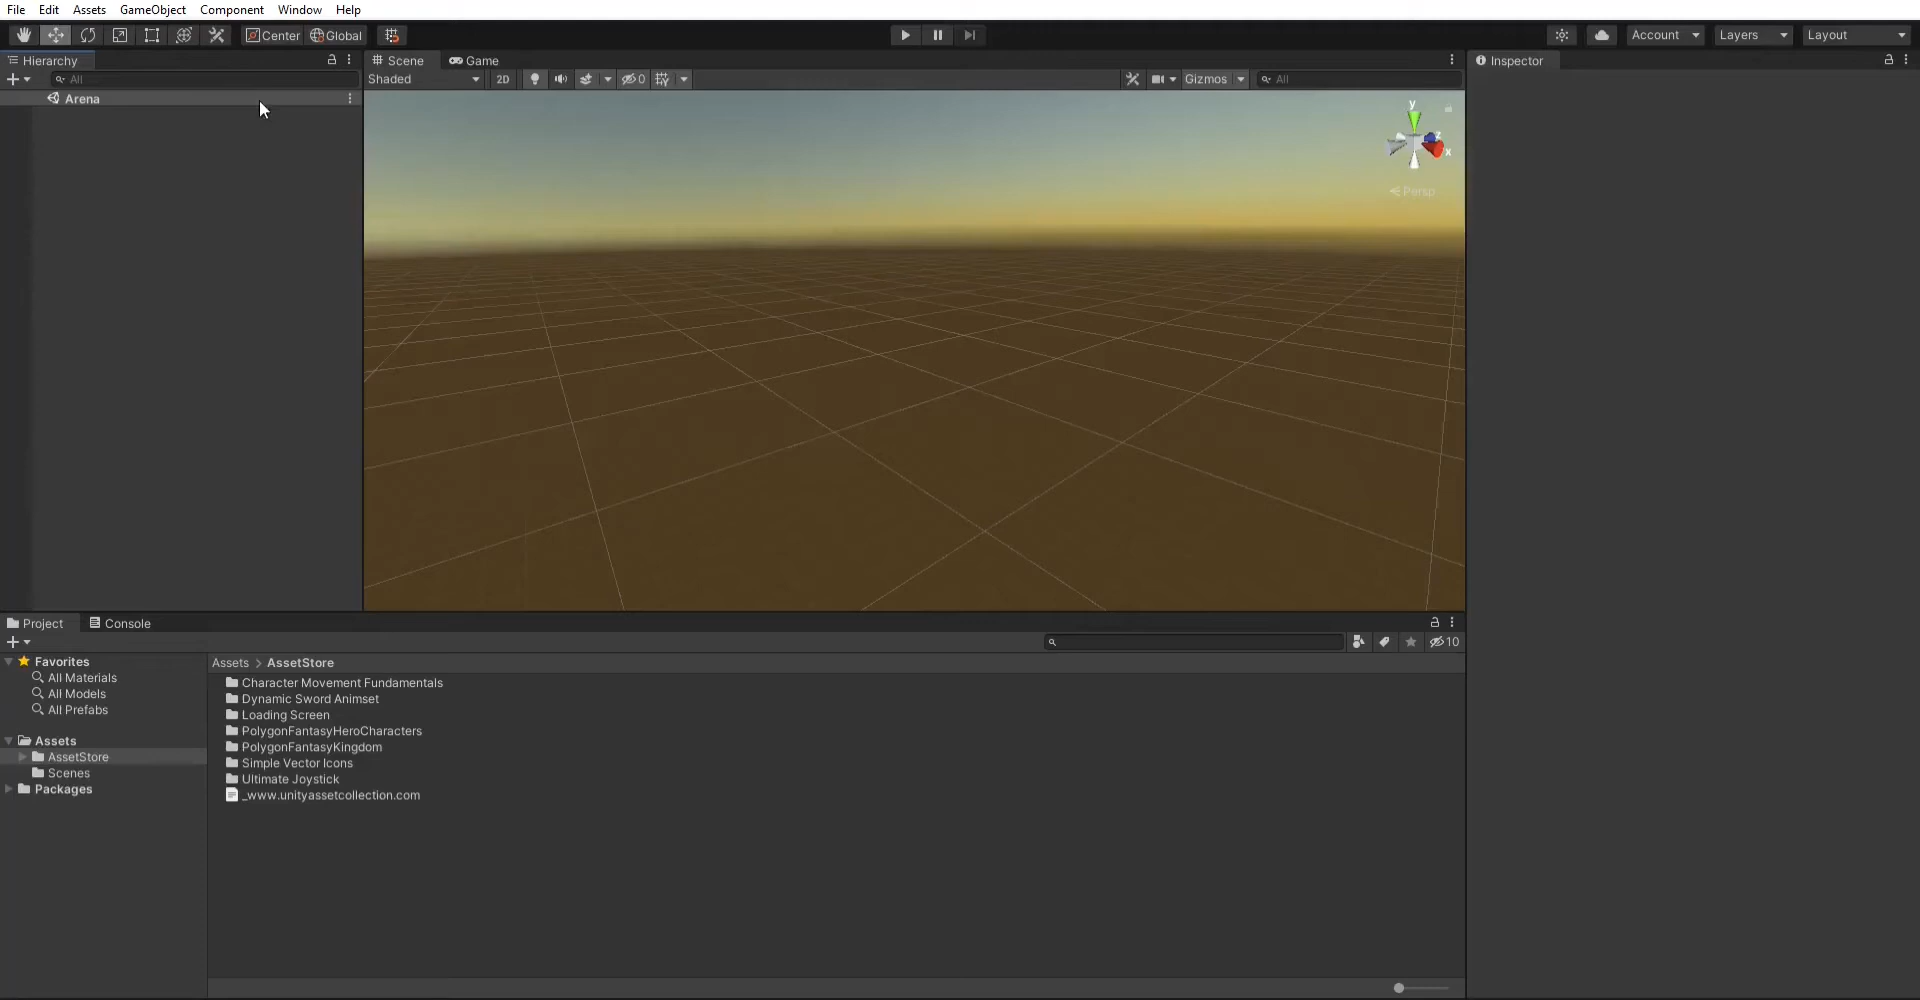 File Edit Assets GameObject Component Window Help
Center Global Account Layers Layout
Hierarchy Scene Game Inspector
All Shaded 2D 0 Gizmos All
Arena
y
z
x
Persp
Project Console
10
Favorites Assets > AssetStore
All Materials
All Models
All Prefabs
Assets
AssetStore
Scenes
Packages
Character Movement Fundamentals
Dynamic Sword Animset
Loading Screen
PolygonFantasyHeroCharacters
PolygonFantasyKingdom
Simple Vector Icons
Ultimate Joystick
_www.unityassetcollection.com